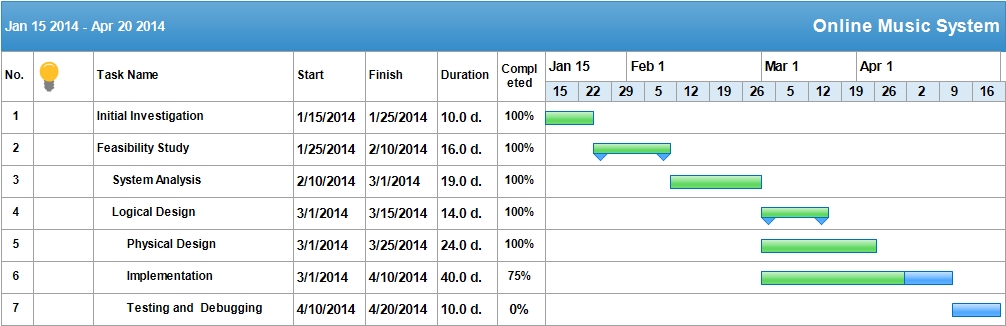 Jan 15 2014 - Apr 20 2014 Online Music System
No. Task Name Start Finish Duration Compl eted Jan 15 Feb 1 Mar 1 Apr 1
15 22 29 5 12 19 26 5 12 19 26 2 9 16
1 Initial Investigation 1/15/2014 1/25/2014 10.0 d. 100%
2 Feasibility Study 1/25/2014 2/10/2014 16.0 d. 100%
3 System Analysis 2/10/2014 3/1/2014 19.0 d. 100%
4 Logical Design 3/1/2014 3/15/2014 14.0 d. 100%
5 Physical Design 3/1/2014 3/25/2014 24.0 d. 100%
6 Implementation 3/1/2014 4/10/2014 40.0 d. 75%
7 Testing and Debugging 4/10/2014 4/20/2014 10.0 d. 0%